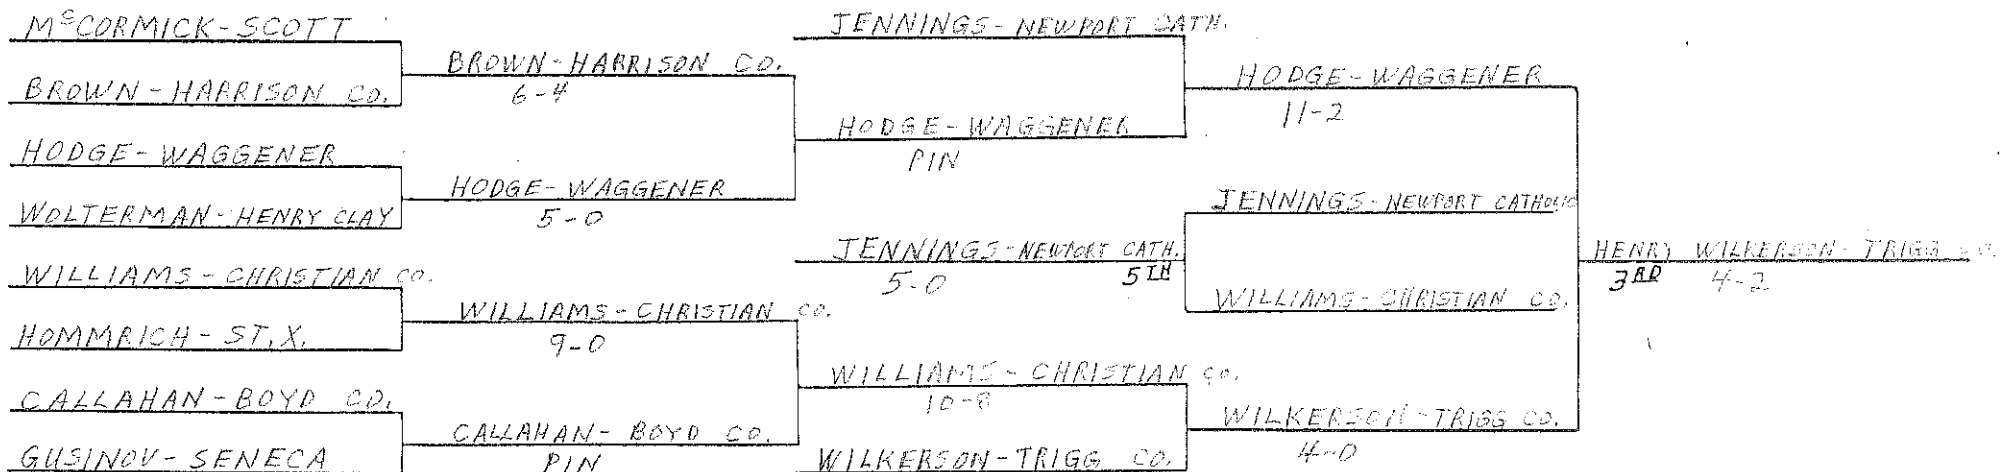 McCORMICK-SCOTT
BROWN-HARRISON CO.
HODGE-WAGGENER
WOLTERMAN-HENRY CLAY
WILLIAMS-CHRISTIAN CO.
HOMMRICH-ST. X.
CALLAHAN-BOYD CO.
GUSINOV-SENECA
BROWN-HARRISON CO.
6-4
HODGE-WAGGENER
5-0
WILLIAMS-CHRISTIAN CO.
9-0
CALLAHAN-BOYD CO.
PIN
JENNINGS-NEWPORT CATH.
HODGE-WAGGENER
PIN
JENNINGS-NEWPORT CATH.
5-0 5TH
WILLIAMS-CHRISTIAN CO.
10-8
WILKERSON-TRIGG CO.
HODGE-WAGGENER
11-2
JENNINGS-NEWPORT CATHOLIC
WILLIAMS-CHRISTIAN CO.
WILKERSON-TRIGG CO.
4-0
HENRY WILKERSON-TRIGG CO.
3RD 4-2